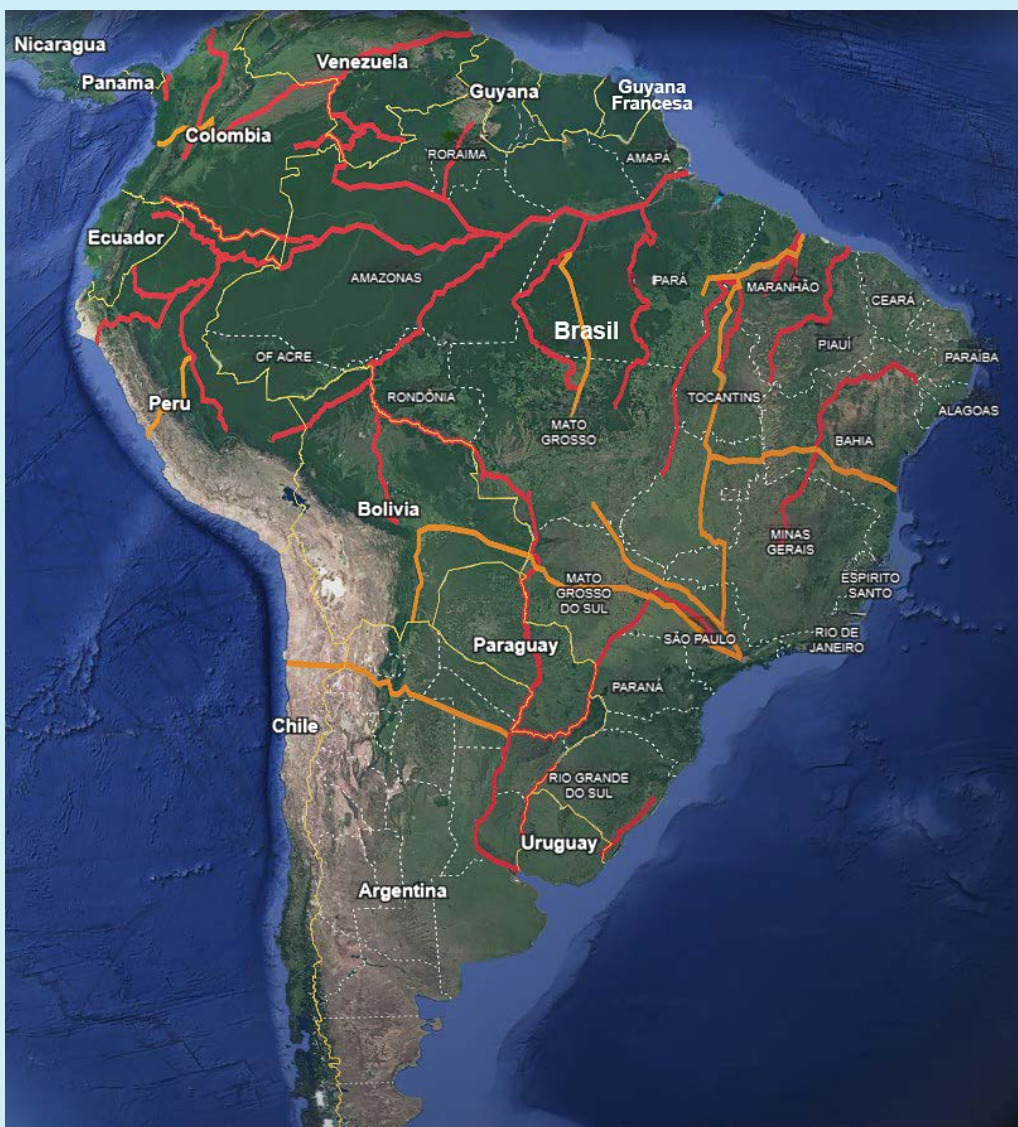 Nicaragua
Panama
Venezuela
Guyana
Guyana
Francesa
Colombia
RORAIMA
AMAPÁ
Ecuador
AMAZONAS
PARÁ
MARANHÃO
CEARÁ
Brasil
PIAUÍ
PARAÍBA
OF ACRE
RONDÔNIA
TOCANTINS
ALAGOAS
Peru
MATO
GROSSO
BAHIA
Bolivia
MINAS
GERAIS
MATO
GROSSO
DO SUL
ESPIRITO
SANTO
Paraguay
SÃO PAULO
RIO DE
JANEIRO
PARANÁ
Chile
RIO GRANDE
DO SUL
Uruguay
Argentina